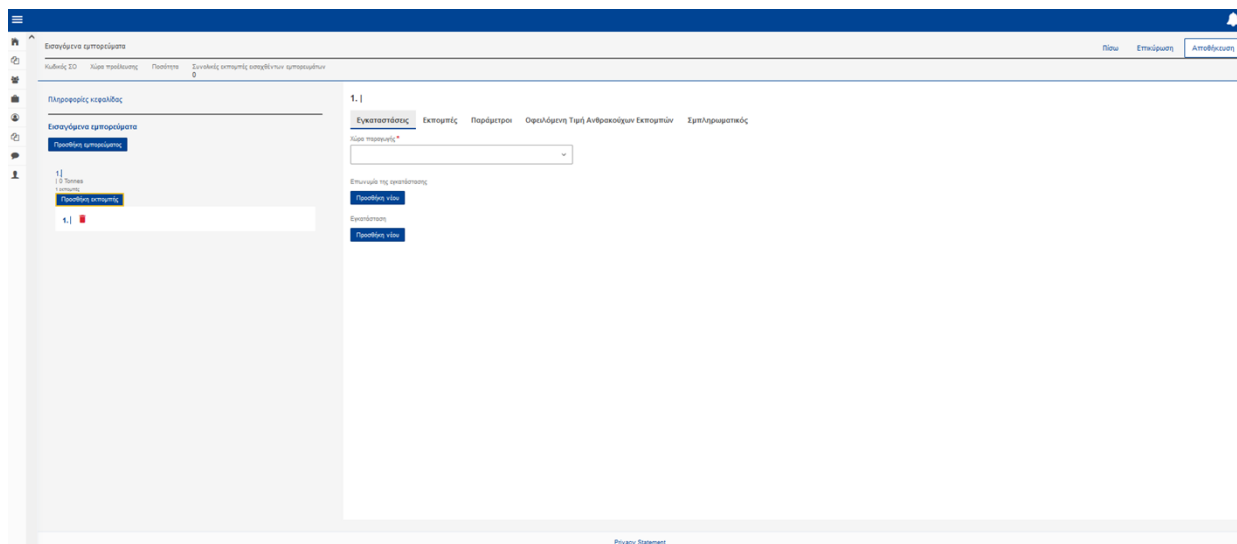 Εισαγόμενα εμπορεύματα
Πίσω Επικύρωση Αποθήκευση
Κωδικός ΣΟ Χώρα προέλευσης Ποσότητα Συνολικές εκπομπές εισαχθέντων εμπορευμάτων
0
Πληροφορίες κεφαλίδας
Εισαγόμενα εμπορεύματα
Προσθήκη εμπορεύματος
1.|
| 0 Tonnes
1 εκπομπές
Προσθήκη εκπομπής
1. |
1. |
Εγκαταστάσεις Εκπομπές Παράμετροι Οφειλόμενη Τιμή Ανθρακούχων Εκπομπών Σμπληρωματικός
Χώρα παραγωγής *
Επωνυμία της εγκατάστασης
Προσθήκη νέου
Εγκατάσταση
Προσθήκη νέου
Privacy Statement